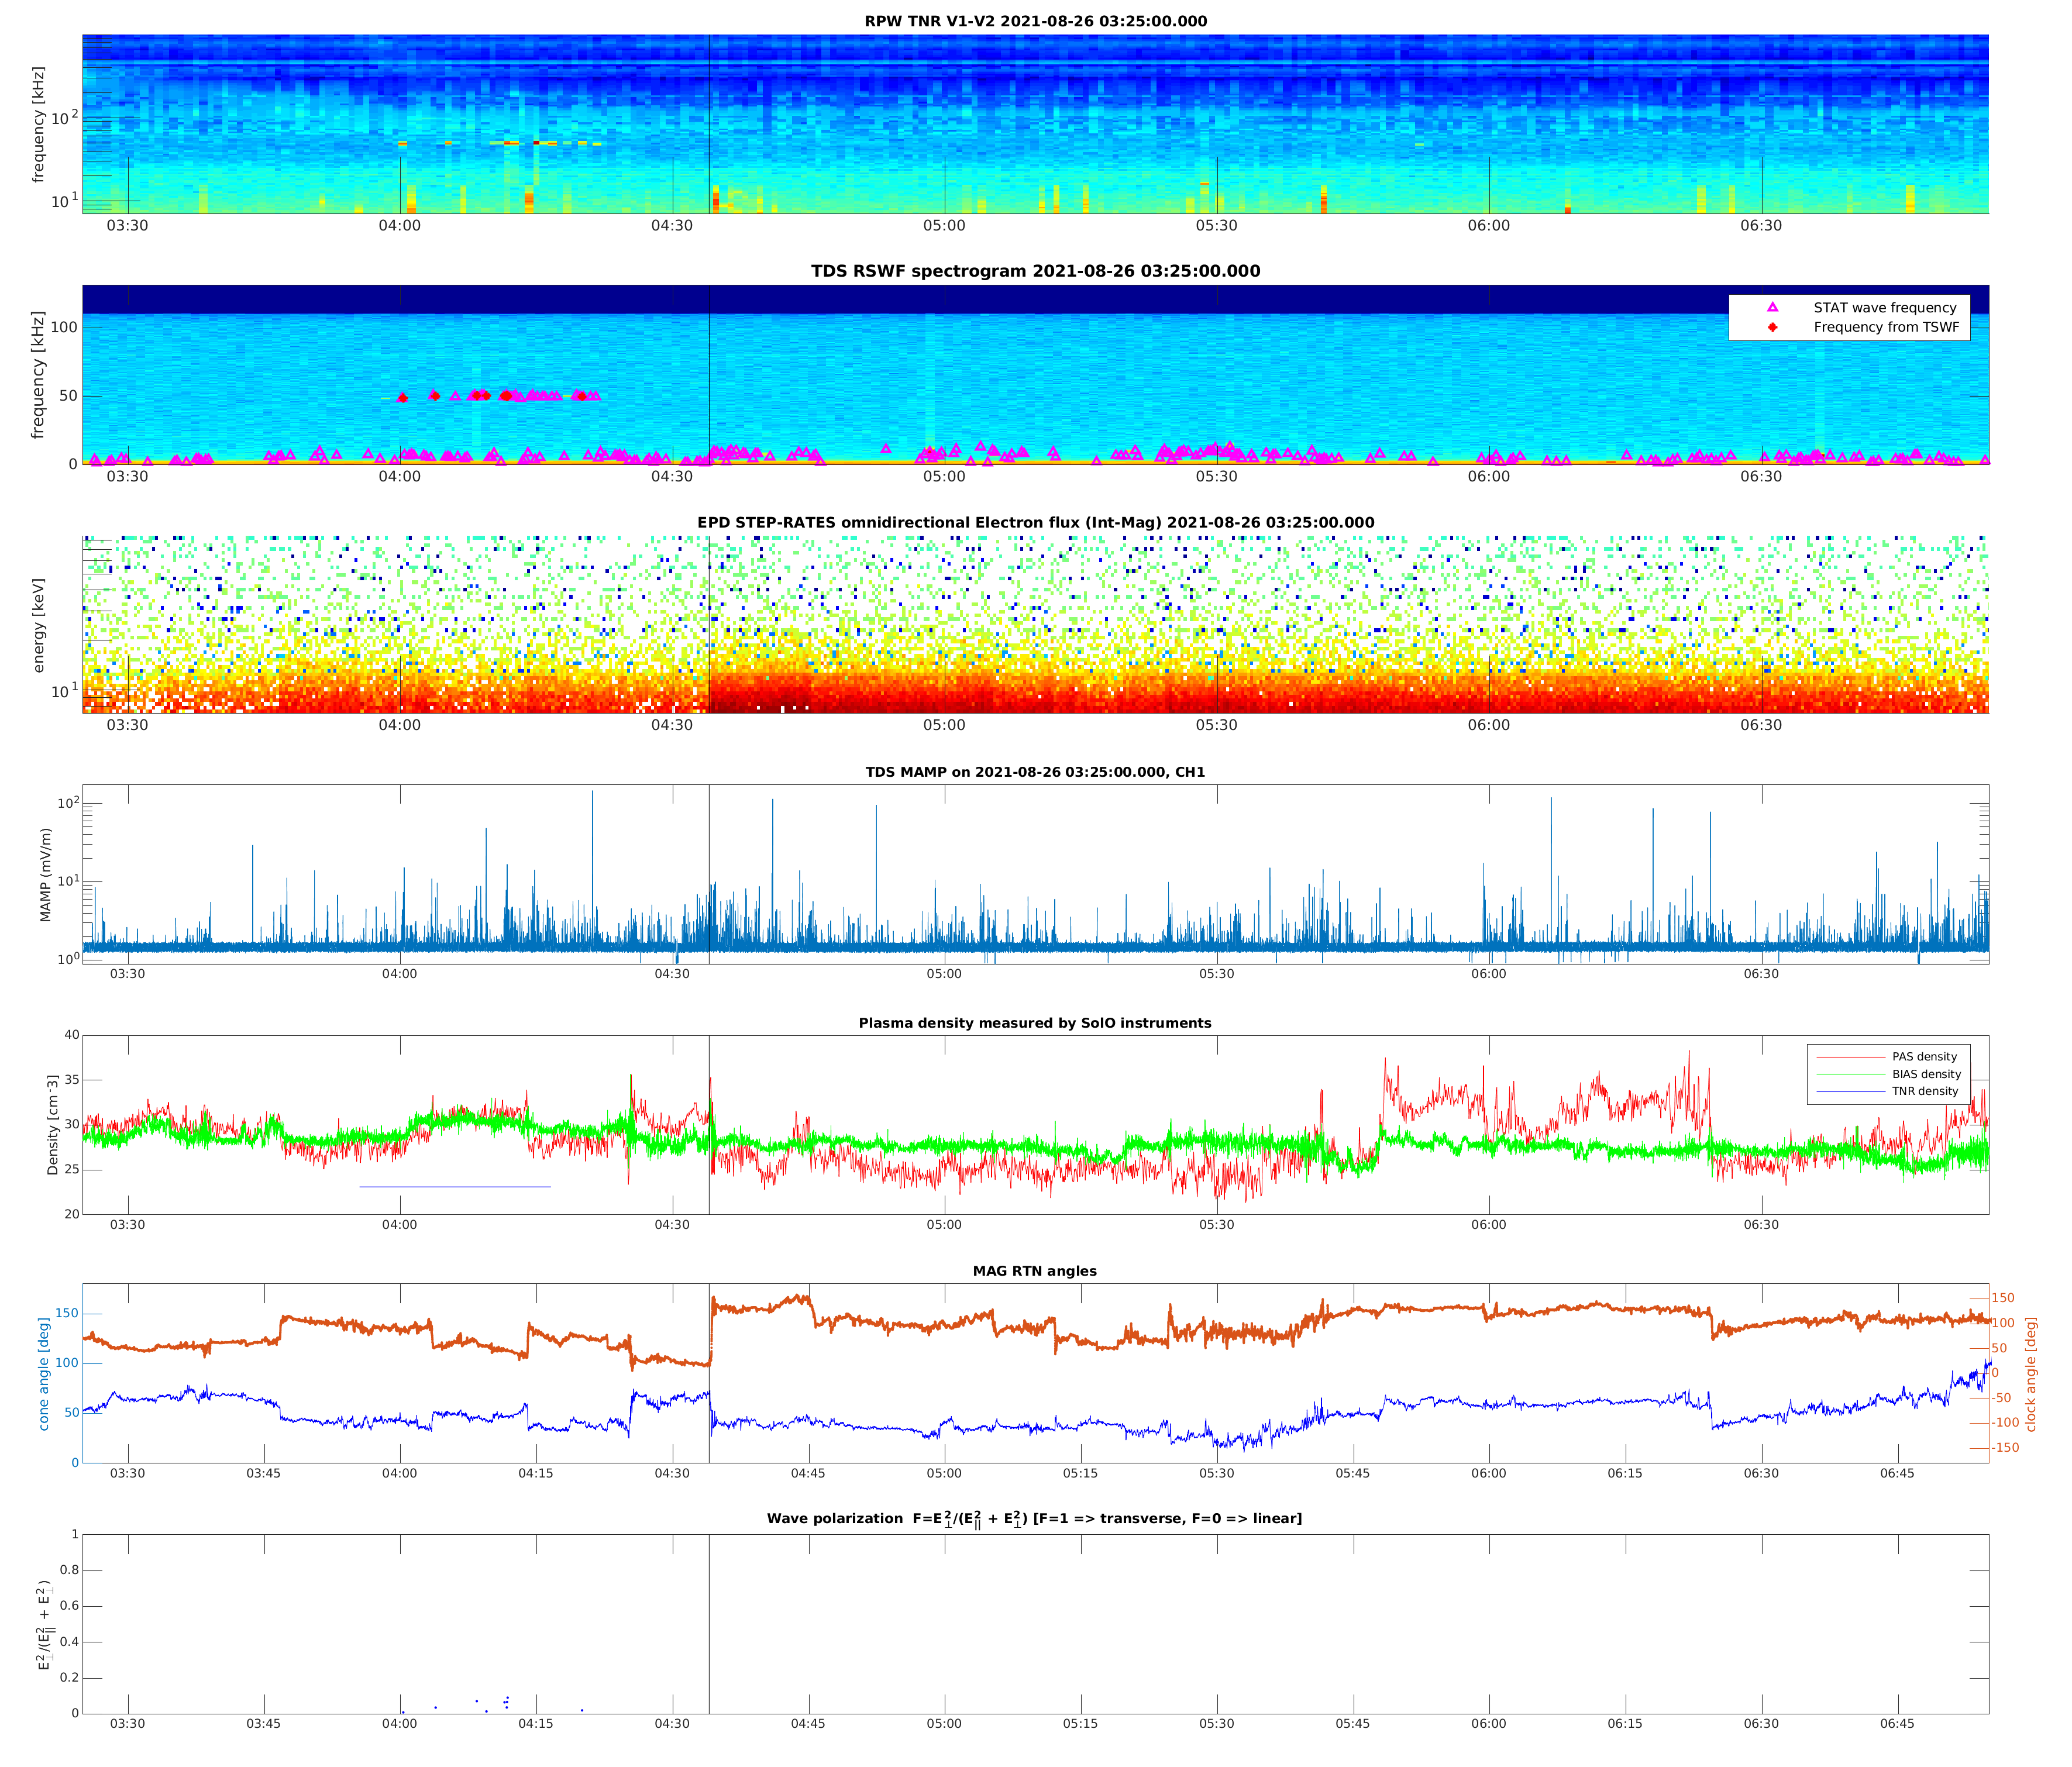 RPW TNR V1-V2 2021-08-26 03:25:00.000
frequency [kHz]
10^2
10^1
03:30 04:00 04:30 05:00 05:30 06:00 06:30
TDS RSWF spectrogram 2021-08-26 03:25:00.000
frequency [kHz]
100
50
0
STAT wave frequency
Frequency from TSWF
03:30 04:00 04:30 05:00 05:30 06:00 06:30
EPD STEP-RATES omnidirectional Electron flux (Int-Mag) 2021-08-26 03:25:00.000
energy [keV]
10^1
03:30 04:00 04:30 05:00 05:30 06:00 06:30
TDS MAMP on 2021-08-26 03:25:00.000, CH1
MAMP (mV/m)
10^2
10^1
10^0
03:30 04:00 04:30 05:00 05:30 06:00 06:30
Plasma density measured by SolO instruments
Density [cm^-3]
40
35
30
25
20
PAS density
BIAS density
TNR density
03:30 04:00 04:30 05:00 05:30 06:00 06:30
MAG RTN angles
cone angle [deg]
150
100
50
0
150
100
50
0
-50
-100
-150
clock angle [deg]
03:30 03:45 04:00 04:15 04:30 04:45 05:00 05:15 05:30 05:45 06:00 06:15 06:30 06:45
Wave polarization F=E⊥^2/(E||^2 + E⊥^2) [F=1 => transverse, F=0 => linear]
E⊥^2/(E||^2 + E⊥^2)
1
0.8
0.6
0.4
0.2
0
03:30 03:45 04:00 04:15 04:30 04:45 05:00 05:15 05:30 05:45 06:00 06:15 06:30 06:45